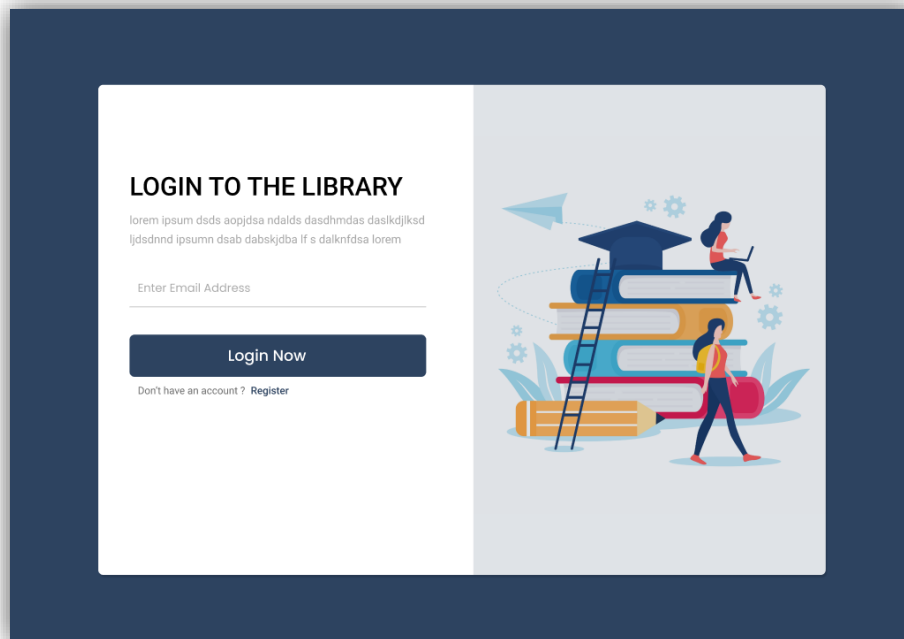 LOGIN TO THE LIBRARY
lorem ipsum dsds aopjdsa ndalds dasdhmdas daslkdjlksd
ljdsdnnd ipsumn dsab dabskjdba lf s dalknfdsa lorem
Enter Email Address
Login Now
Don't have an account ? Register